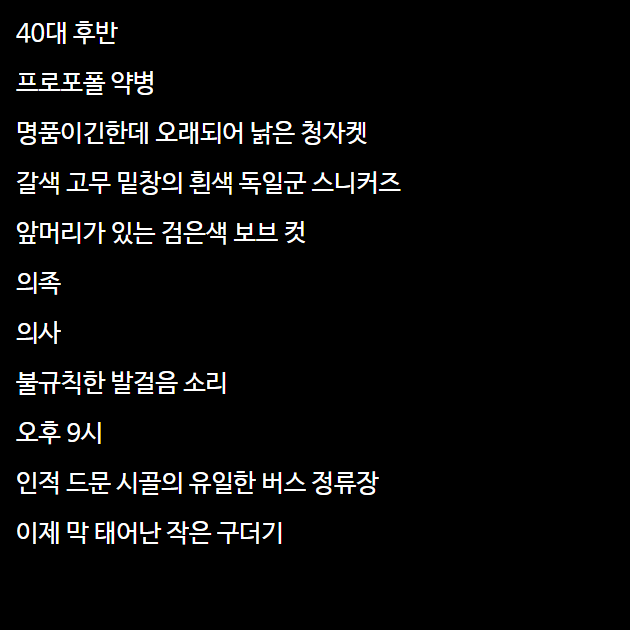 40대 후반
프로포폴 약병
명품이긴한데 오래되어 낡은 청자켓
갈색 고무 밑창의 흰색 독일군 스니커즈
앞머리가 있는 검은색 보브 컷
의족
의사
불규칙한 발걸음 소리
오후 9시
인적 드문 시골의 유일한 버스 정류장
이제 막 태어난 작은 구더기